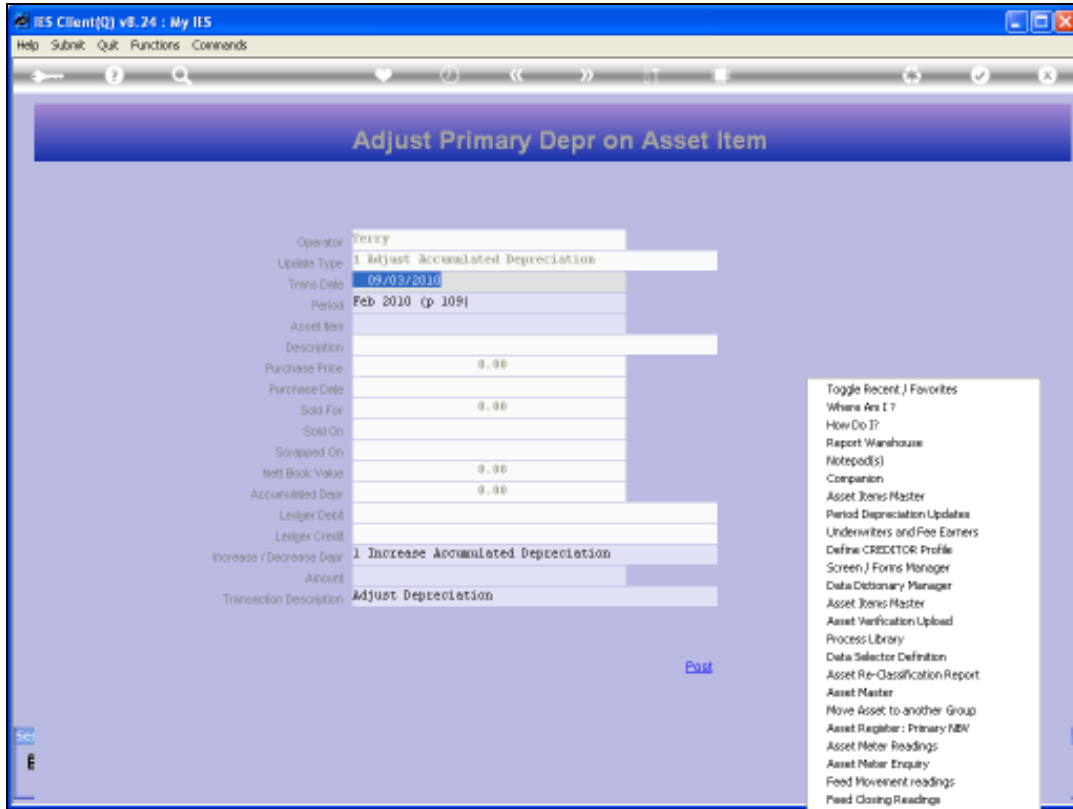 IES Client(Q) v8.24 : My IES
Help Submit Quit Functions Commands
Adjust Primary Depr on Asset Item
Operator Terry
Update Type 1 Adjust Accumulated Depreciation
Trans Date 09/03/2010
Period Feb 2010 (p 109)
Asset Item
Description
Purchase Price 0.00
Purchase Date
Sold For 0.00
Sold On
Scrapped On
Nett Book Value 0.00
Accumulated Depr 0.00
Ledger Debit
Ledger Credit
Increase / Decrease Depr 1 Increase Accumulated Depreciation
Amount
Transaction Description Adjust Depreciation
Post
Toggle Recent / Favorites
Where Am I ?
How Do I?
Report Warehouse
Notepad(s)
Companion
Asset Items Master
Period Depreciation Updates
Underwriters and Fee Earners
Define CREDITOR Profile
Screen / Forms Manager
Data Dictionary Manager
Asset Items Master
Asset Verification Upload
Process Library
Data Selector Definition
Asset Re-Classification Report
Asset Master
Move Asset to another Group
Asset Register : Primary NBV
Asset Meter Readings
Asset Meter Enquiry
Feed Movement readings
Feed Closing Readings